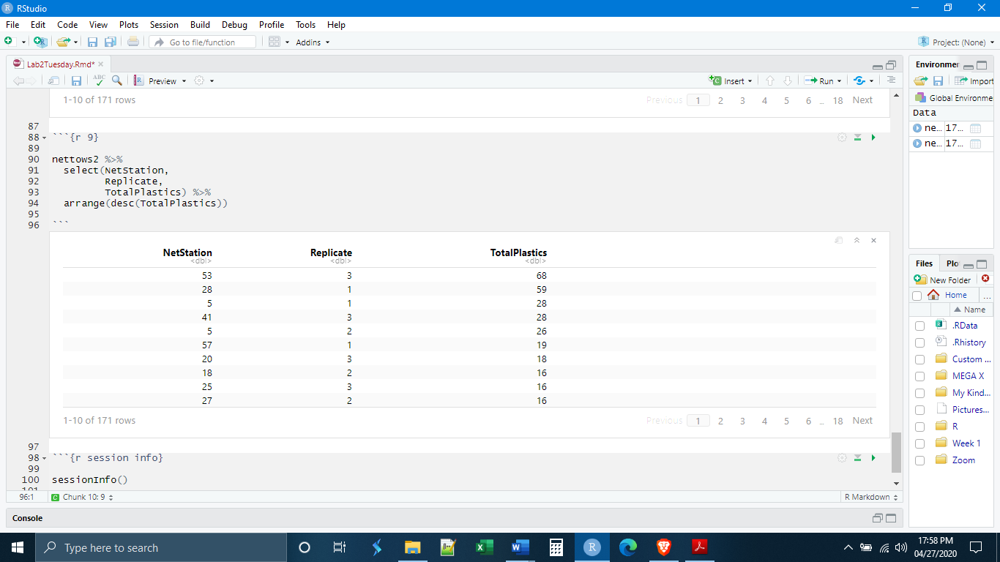 RStudio
File Edit Code View Plots Session Build Debug Profile Tools Help
Go to file/function Addins Project: (None)
Lab2Tuesday.Rmd*
ABC Preview Insert Run
1-10 of 171 rows Previous 1 2 3 4 5 6 ... 18 Next
87
88 ```{r 9}
89
90 nettows2 %>%
91 select(NetStation,
92 Replicate,
93 TotalPlastics) %>%
94 arrange(desc(TotalPlastics))
95
96 ```
NetStation Replicate TotalPlastics
<dbl> <dbl> <dbl>
53 3 68
28 1 59
5 1 28
41 3 28
5 2 26
57 1 19
20 3 18
18 2 16
25 3 16
27 2 16
1-10 of 171 rows Previous 1 2 3 4 5 6 ... 18 Next
97
98 ```{r session info}
99
100 sessionInfo()
101
96:1 Chunk 10: 9 R Markdown
Console
Environmer
Import
Global Environme
Data
ne... 17...
ne... 17...
Files Plo
New Folder
Home ...
Name
.RData
.Rhistory
Custom ...
MEGA X
My Kind...
Pictures...
R
Week 1
Zoom
Type here to search
17:58 PM
04/27/2020